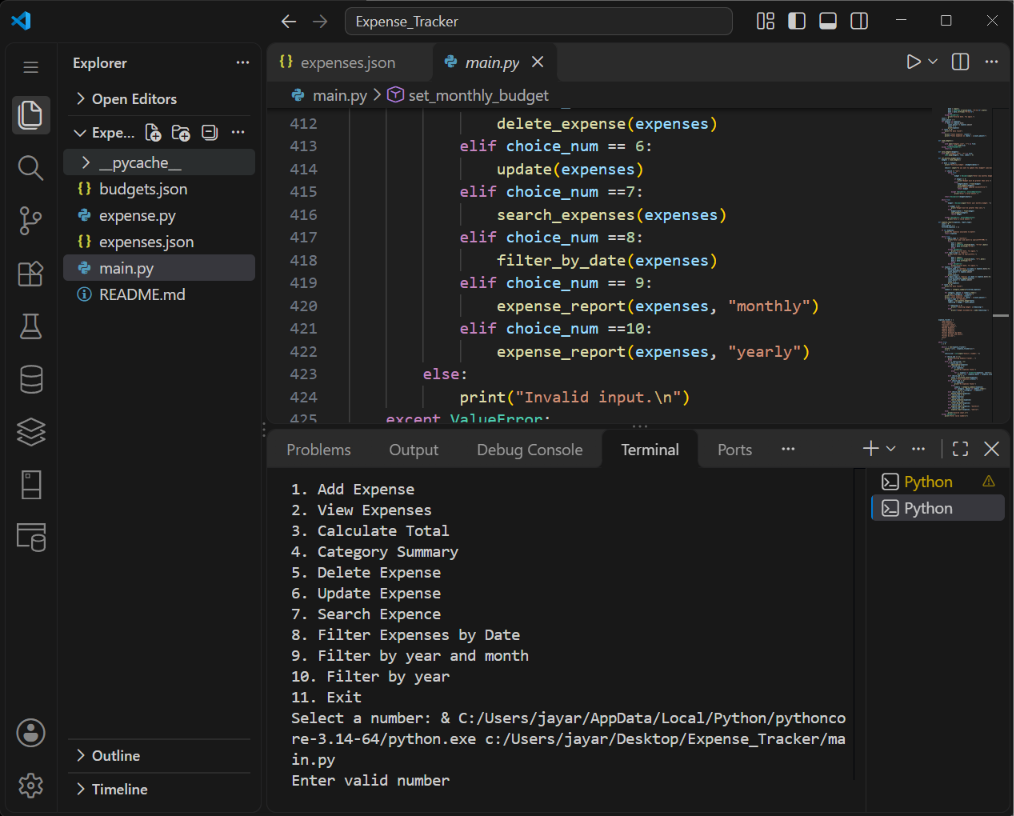 Expense_Tracker
Explorer
Open Editors
Expe...
__pycache__
budgets.json
expense.py
expenses.json
main.py
README.md
Outline
Timeline
{} expenses.json
main.py
main.py > set_monthly_budget
412 delete_expense(expenses)
413 elif choice_num == 6:
414 update(expenses)
415 elif choice_num ==7:
416 search_expenses(expenses)
417 elif choice_num ==8:
418 filter_by_date(expenses)
419 elif choice_num == 9:
420 expense_report(expenses, "monthly")
421 elif choice_num ==10:
422 expense_report(expenses, "yearly")
423 else:
424 print("Invalid input.\n")
425 except ValueError:
Problems Output Debug Console Terminal Ports
1. Add Expense
2. View Expenses
3. Calculate Total
4. Category Summary
5. Delete Expense
6. Update Expense
7. Search Expence
8. Filter Expenses by Date
9. Filter by year and month
10. Filter by year
11. Exit
Select a number: & C:/Users/jayar/AppData/Local/Python/pythonco
re-3.14-64/python.exe c:/Users/jayar/Desktop/Expense_Tracker/ma
in.py
Enter valid number
Python
Python